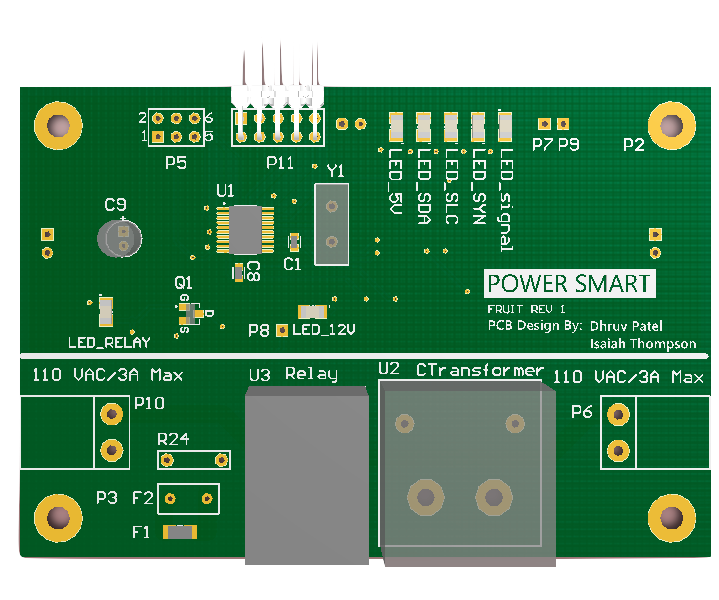 2 6
1 5
P5
P11
LED_5V
LED_SDA
LED_SLC
LED_SYN
LED_signal
P7 P9
P2
Y1
U1
C9
C1
C8
Q1
G
D
S
POWER SMART
FRUIT REV 1
PCB Design By: Dhruv Patel
Isaiah Thompson
P8
LED_12V
LED_RELAY
110 VAC/3A Max
U3 Relay
U2 CTransformer
110 VAC/3A Max
P10
P6
R24
P3 F2
F1